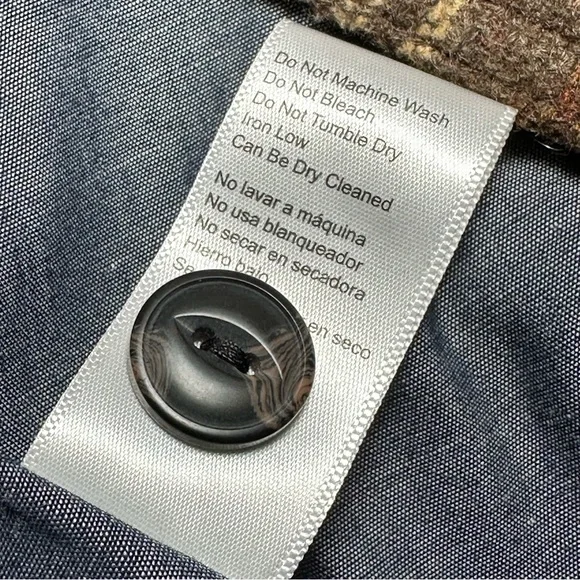 Do Not Machine Wash
Do Not Bleach
Do Not Tumble Dry
Iron Low
Can Be Dry Cleaned
No lavar a máquina
No usa blanqueador
No secar en secadora
Hierro bajo
Se en seco